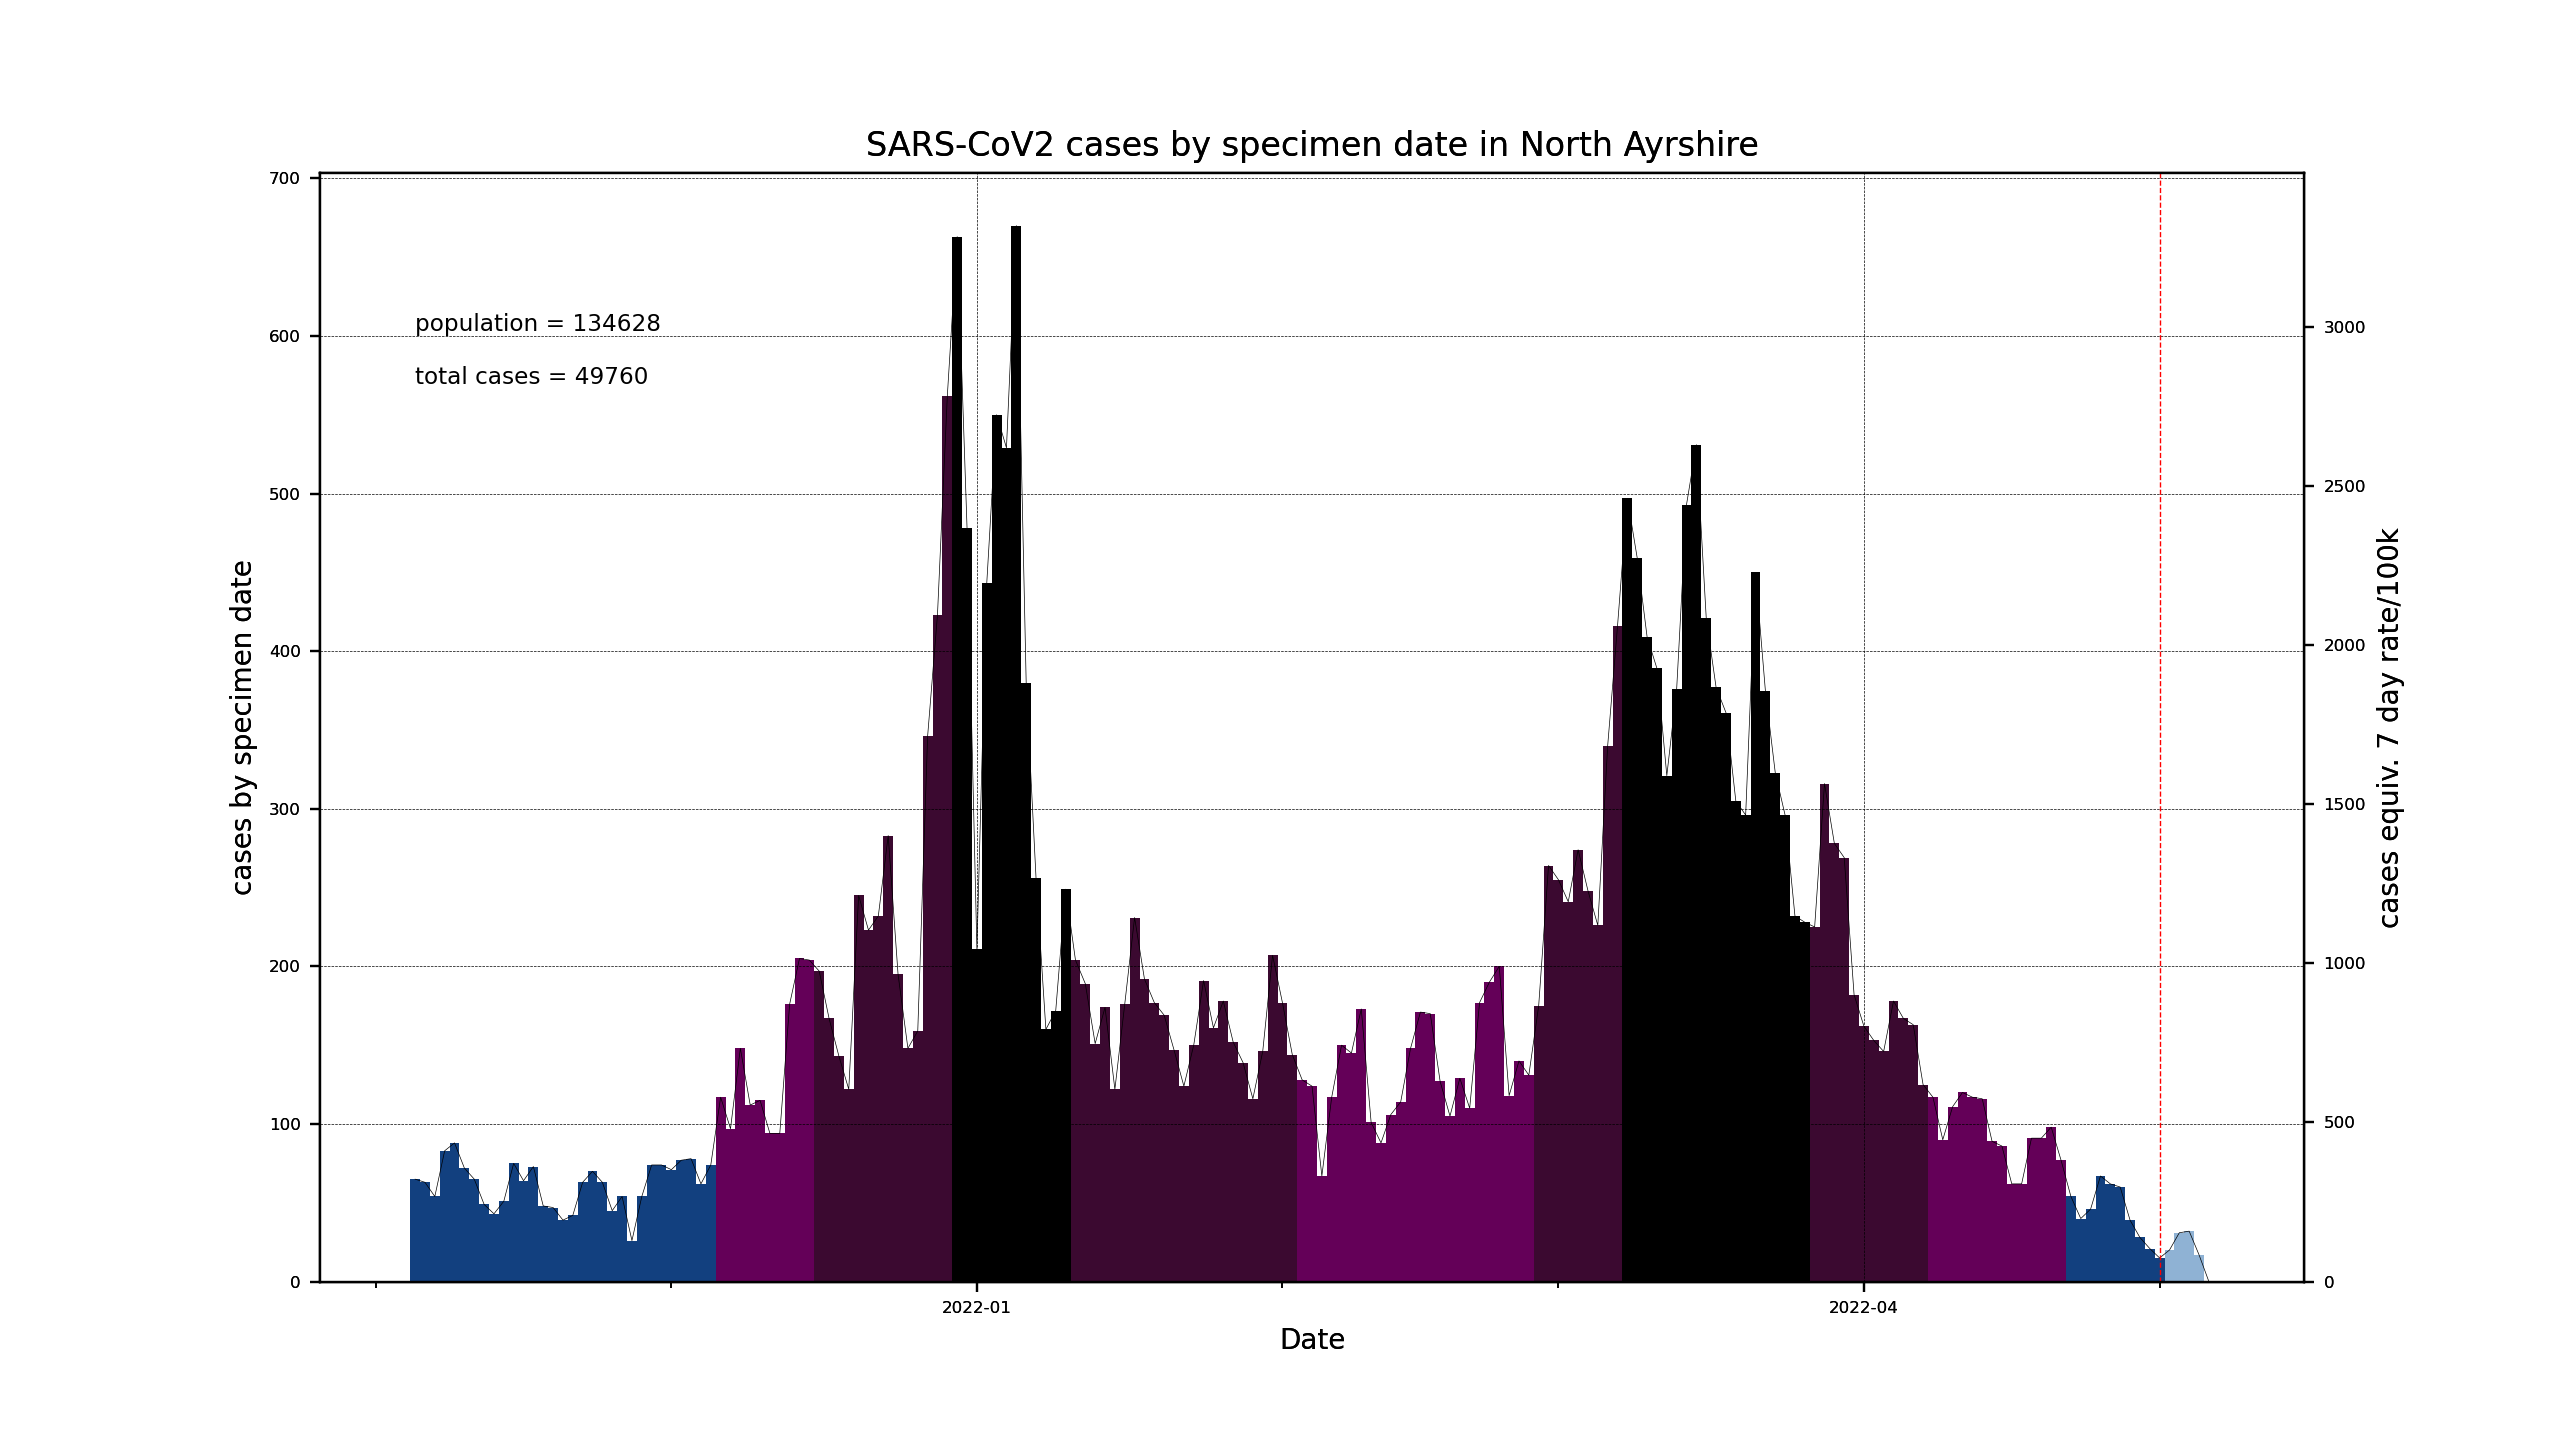 SARS-CoV2 cases by specimen date in North Ayrshire
population = 134628
total cases = 49760
cases by specimen date
700
600
500
400
300
200
100
0
3000
2500
2000
1500
1000
500
0
cases equiv. 7 day rate/100k
2022-01
2022-04
Date